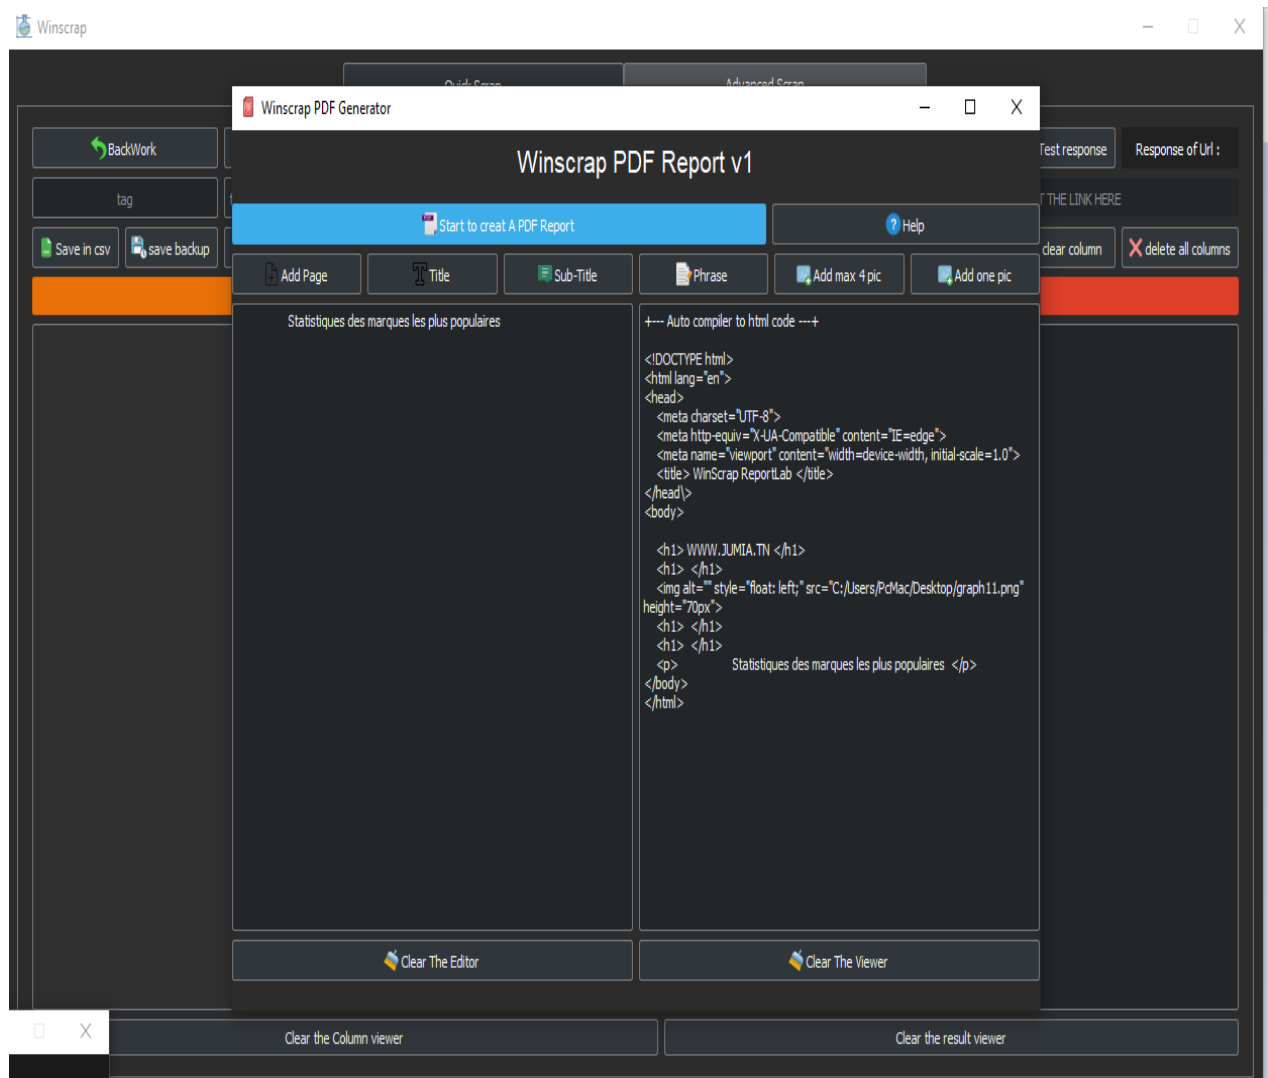 Winscrap
Quick Scrap
Advanced Scrap
Winscrap PDF Generator
BackWork
Test response
Response of Url :
Winscrap PDF Report v1
tag
THE LINK HERE
Start to creat A PDF Report
Help
Save in csv
save backup
clear column
delete all columns
Add Page
Title
Sub-Title
Phrase
Add max 4 pic
Add one pic
Statistiques des marques les plus populaires
+--- Auto compiler to html code ---+
<!DOCTYPE html>
<html lang="en">
<head>
<meta charset="UTF-8">
<meta http-equiv="X-UA-Compatible" content="IE=edge">
<meta name="viewport" content="width=device-width, initial-scale=1.0">
<title> WinScrap ReportLab </title>
</head\>
<body>
<h1> WWW.JUMIA.TN </h1>
<h1> </h1>
<img alt="" style="float: left;" src="C:/Users/PcMac/Desktop/graph11.png"
height="70px">
<h1> </h1>
<h1> </h1>
<p> Statistiques des marques les plus populaires </p>
</body>
</html>
Clear The Editor
Clear The Viewer
Clear the Column viewer
Clear the result viewer